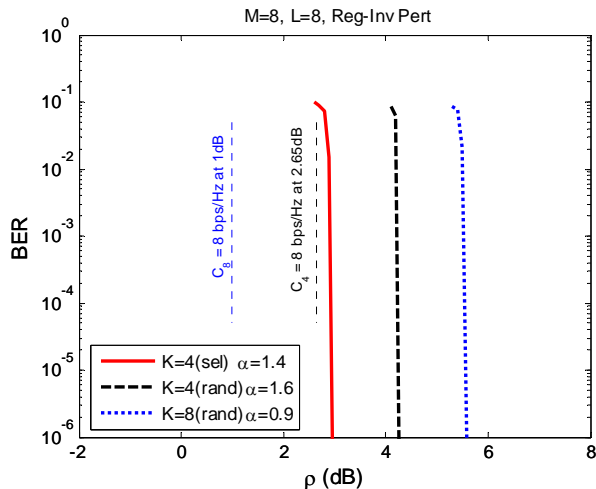 M=8, L=8, Reg-Inv Pert
10^0
10^-1
10^-2
10^-3
10^-4
10^-5
10^-6
BER
C_8 = 8 bps/Hz at 1dB
C_4 = 8 bps/Hz at 2.65dB
K=4(sel) α=1.4
K=4(rand) α=1.6
K=8(rand) α=0.9
-2 0 2 4 6 8
ρ (dB)